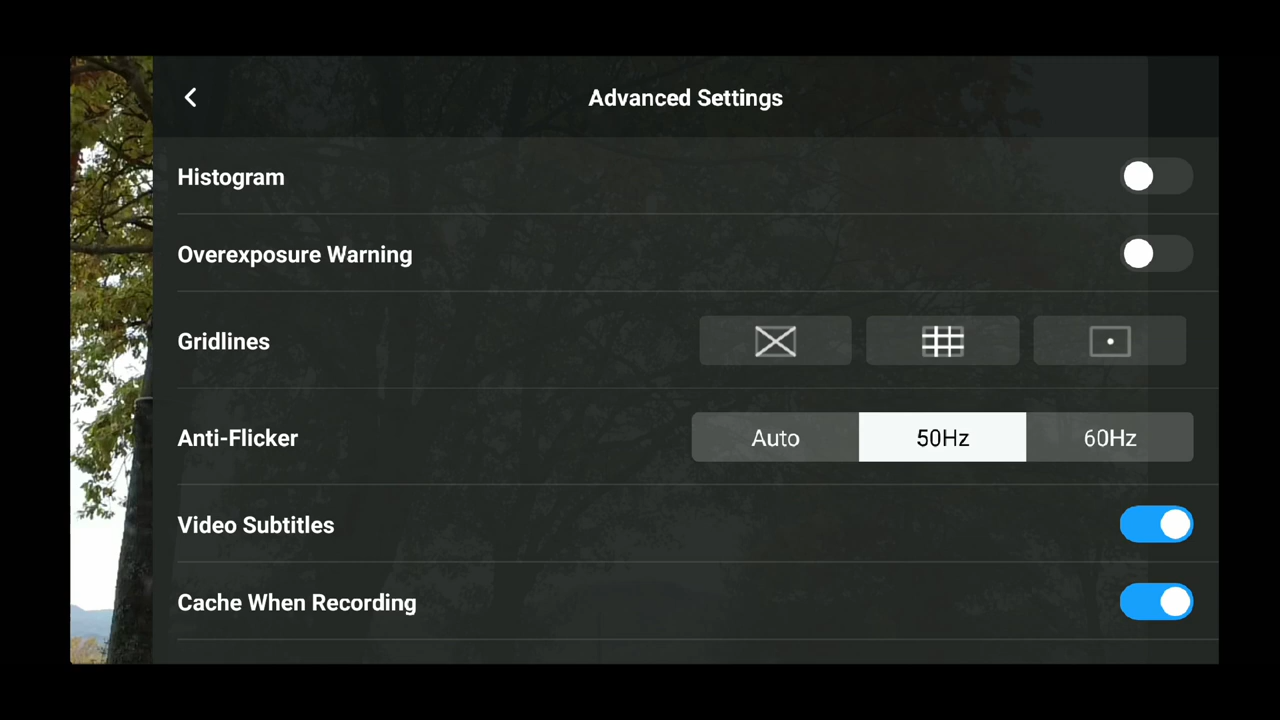 Advanced Settings
Histogram
Overexposure Warning
Gridlines
Anti-Flicker
Auto
50Hz
60Hz
Video Subtitles
Cache When Recording